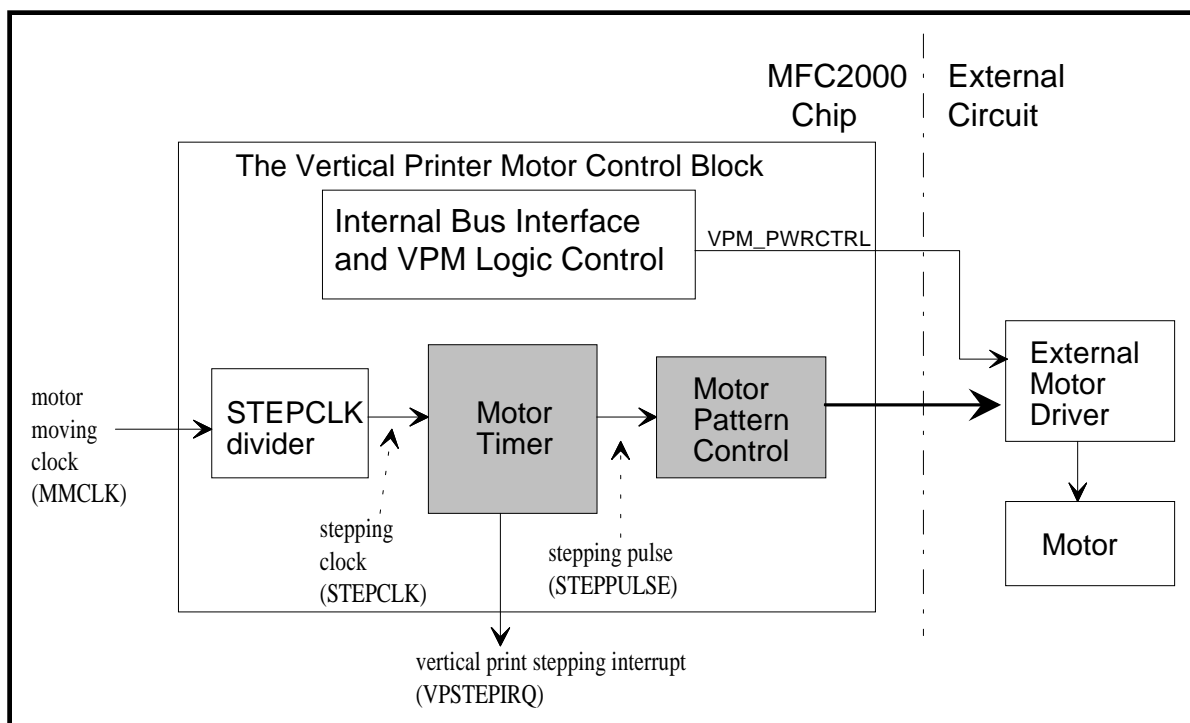 MFC2000
Chip
External
Circuit
The Vertical Printer Motor Control Block
Internal Bus Interface
and VPM Logic Control
VPM_PWRCTRL
motor
moving
clock
(MMCLK)
STEPCLK
divider
Motor
Timer
Motor
Pattern
Control
External
Motor
Driver
stepping
clock
(STEPCLK)
stepping pulse
(STEPPULSE)
Motor
vertical print stepping interrupt
(VPSTEPIRQ)